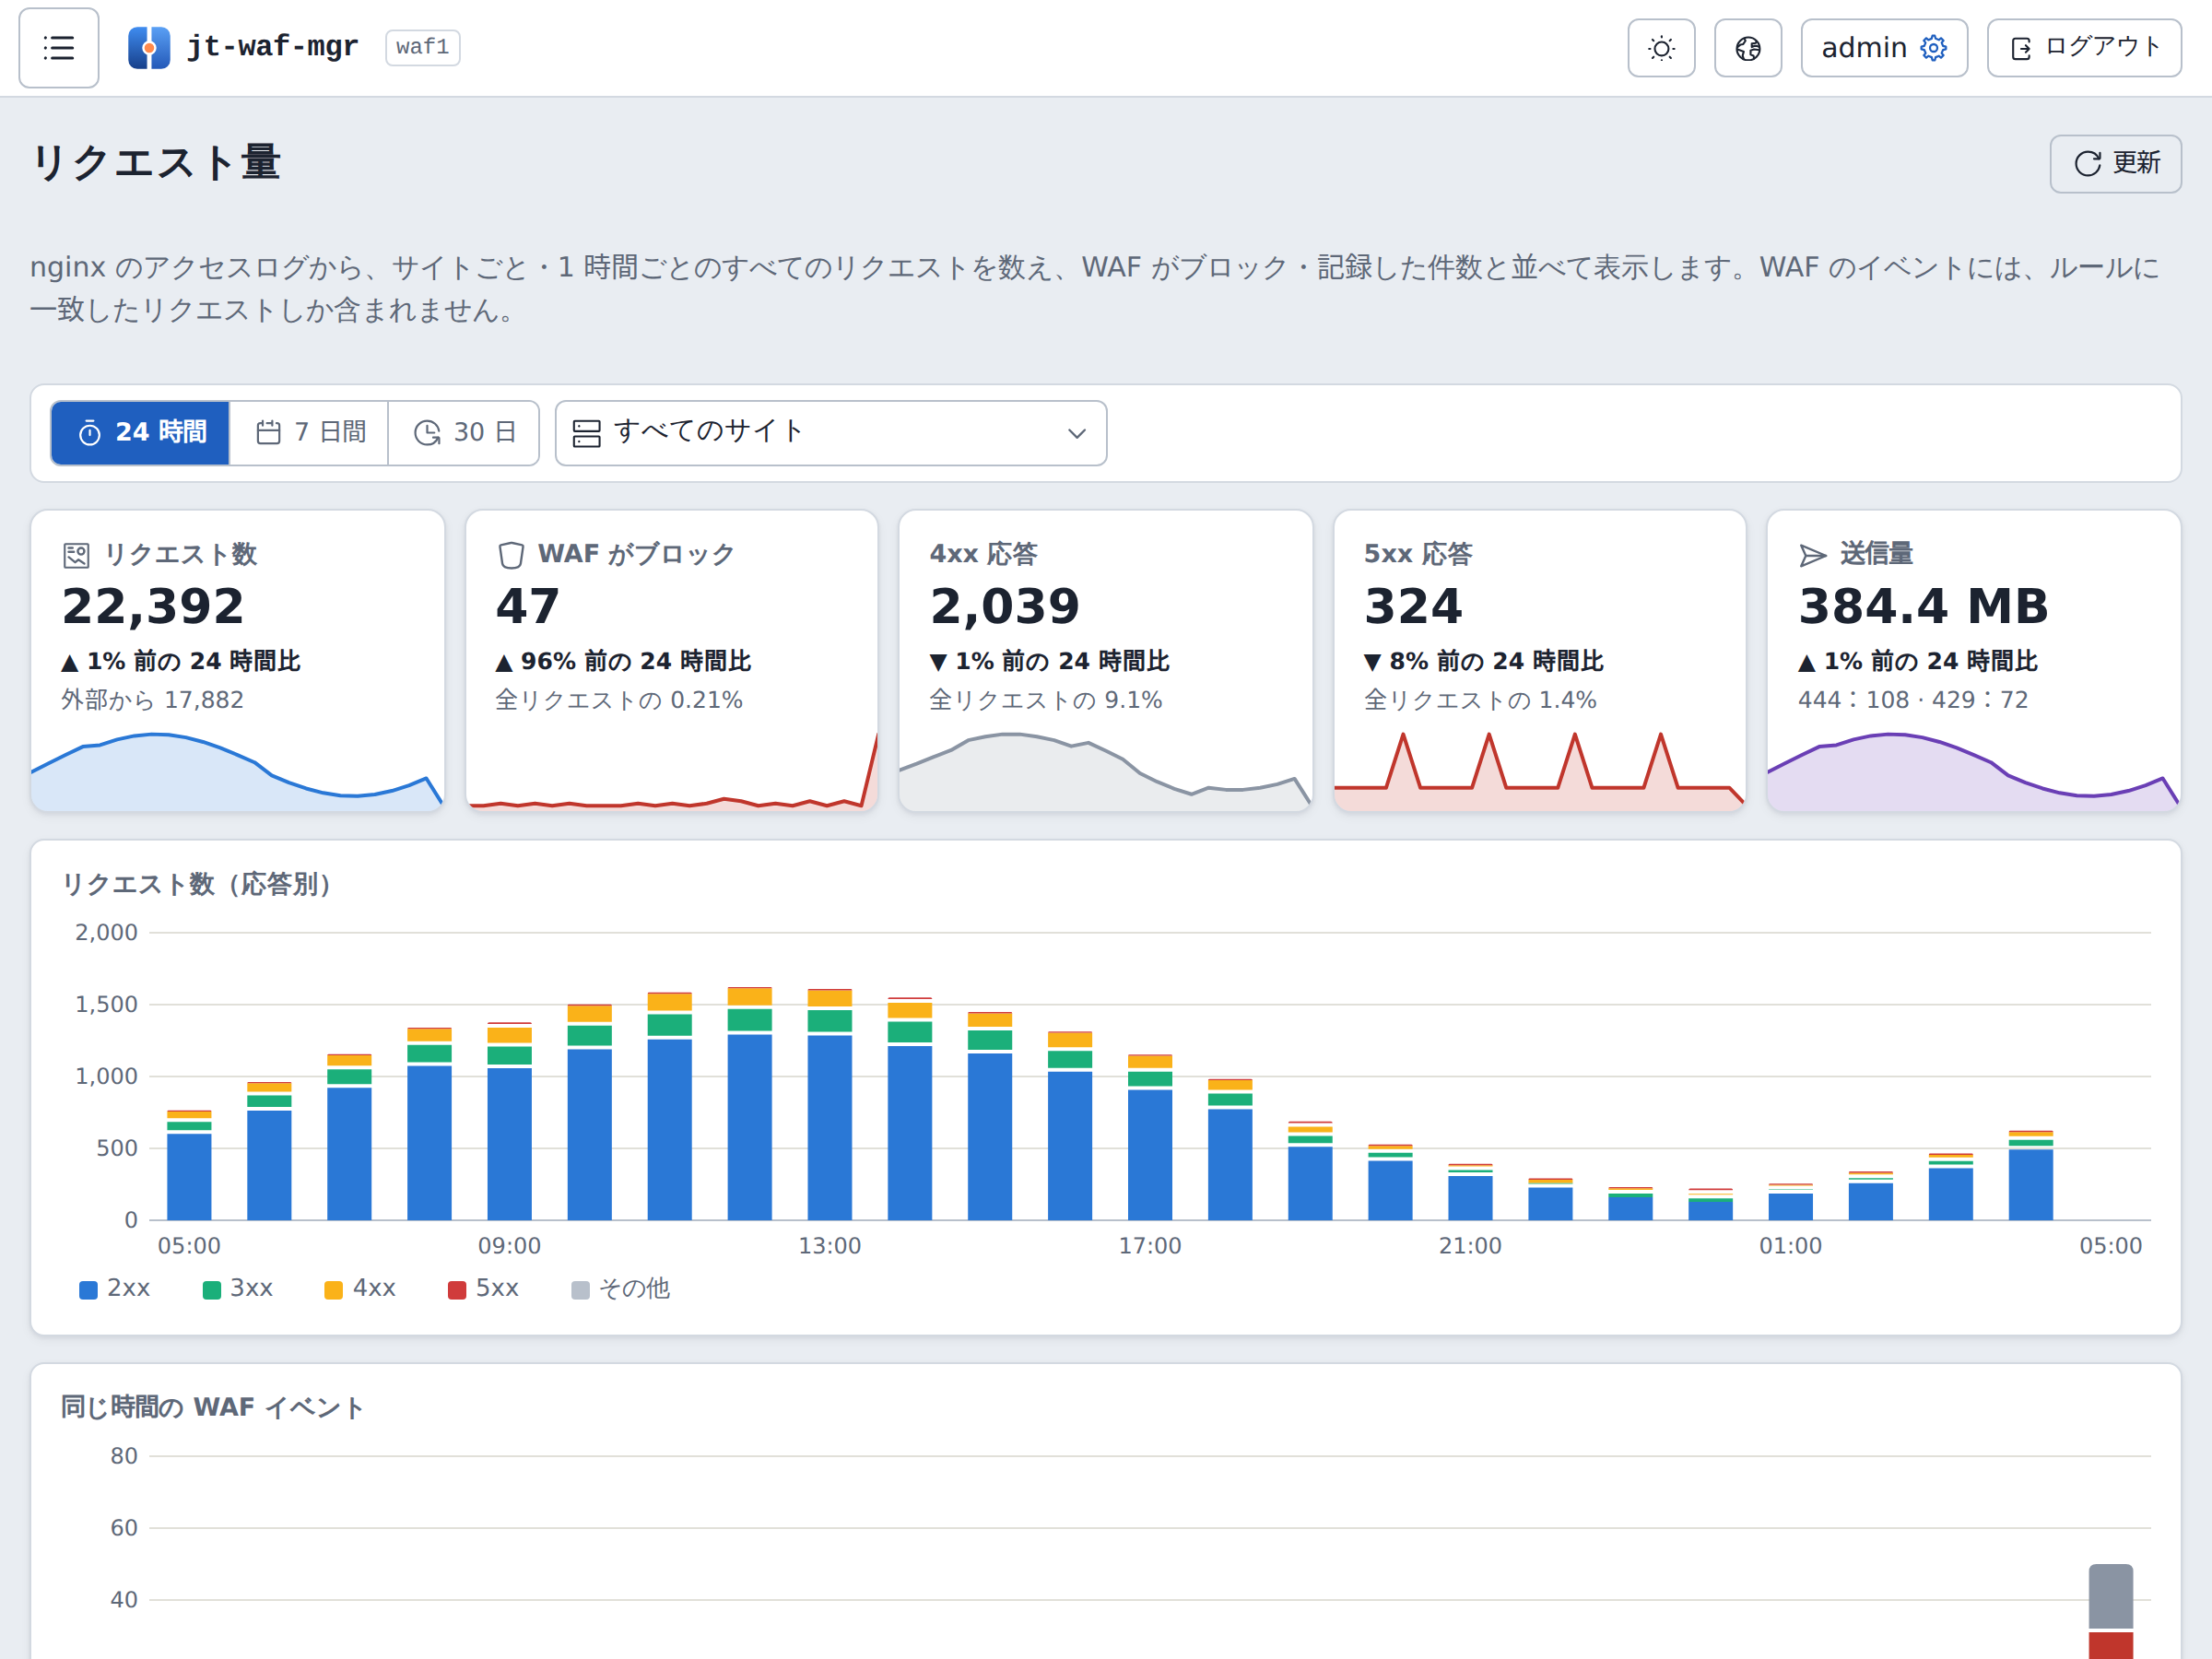 jt-waf-mgr
waf1
admin
ログアウト
リクエスト量
更新
nginx のアクセスログから、サイトごと・1 時間ごとのすべてのリクエストを数え、WAF がブロック・記録した件数と並べて表示します。WAF のイベントには、ルールに
一致したリクエストしか含まれません。
24 時間
7 日間
30 日
すべてのサイト
リクエスト数
22,392
▲ 1% 前の 24 時間比
外部から 17,882
WAF がブロック
47
▲ 96% 前の 24 時間比
全リクエストの 0.21%
4xx 応答
2,039
▼ 1% 前の 24 時間比
全リクエストの 9.1%
5xx 応答
324
▼ 8% 前の 24 時間比
全リクエストの 1.4%
送信量
384.4 MB
▲ 1% 前の 24 時間比
444：108 · 429：72
リクエスト数（応答別）
2,000
1,500
1,000
500
0
05:00
09:00
13:00
17:00
21:00
01:00
05:00
2xx
3xx
4xx
5xx
その他
同じ時間の WAF イベント
80
60
40